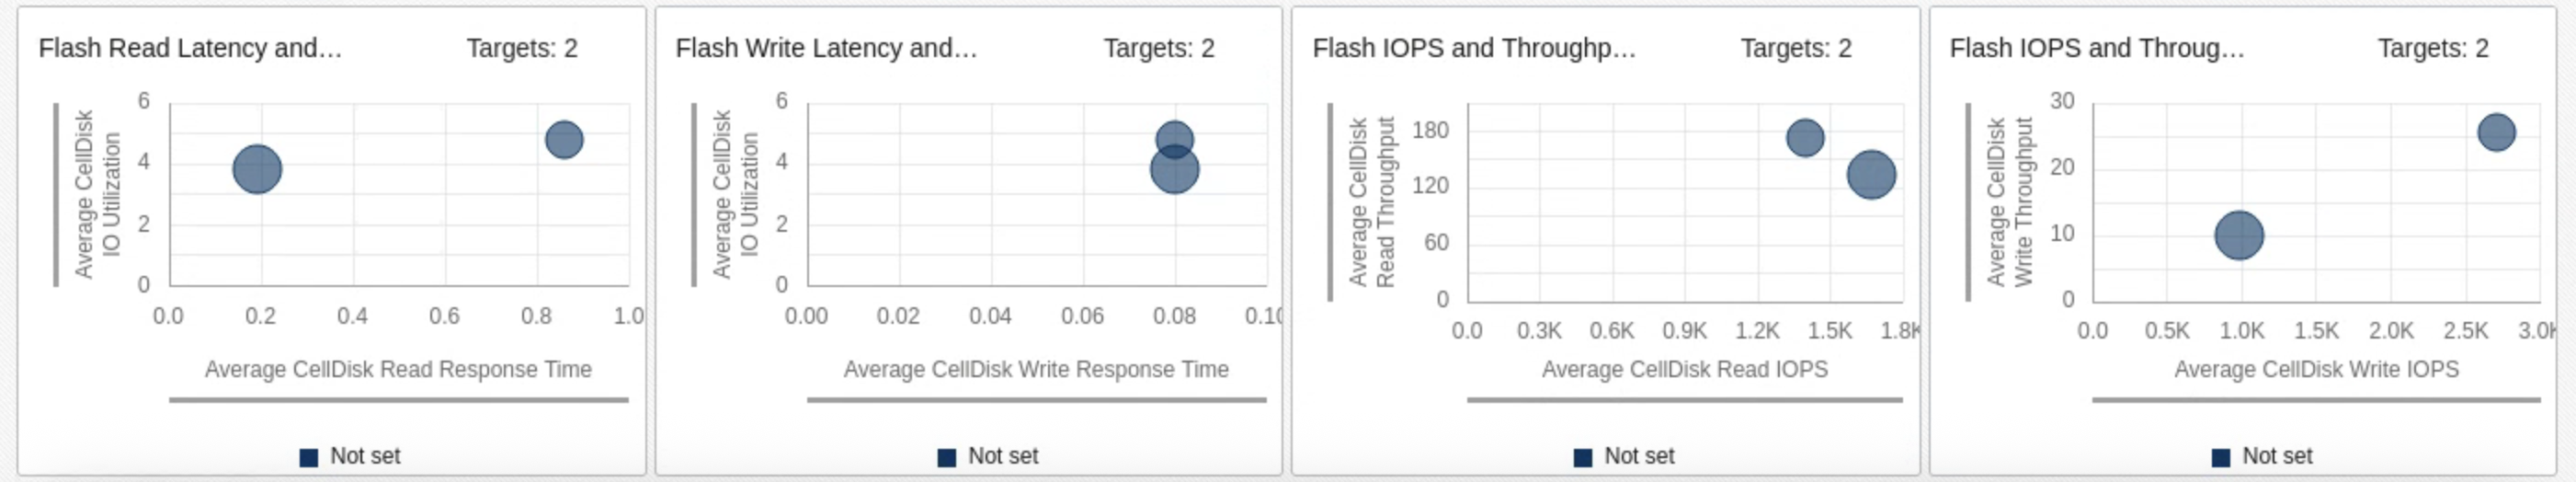 Flash Read Latency and…
Targets: 2
Average CellDisk
IO Utilization
6
4
2
0
0.0 0.2 0.4 0.6 0.8 1.0
Average CellDisk Read Response Time
Not set
Flash Write Latency and…
Targets: 2
Average CellDisk
IO Utilization
6
4
2
0
0.00 0.02 0.04 0.06 0.08 0.10
Average CellDisk Write Response Time
Not set
Flash IOPS and Throughp…
Targets: 2
Average CellDisk
Read Throughput
180
120
60
0
0.0 0.3K 0.6K 0.9K 1.2K 1.5K 1.8K
Average CellDisk Read IOPS
Not set
Flash IOPS and Throug…
Targets: 2
Average CellDisk
Write Throughput
30
20
10
0
0.0 0.5K 1.0K 1.5K 2.0K 2.5K 3.0K
Average CellDisk Write IOPS
Not set